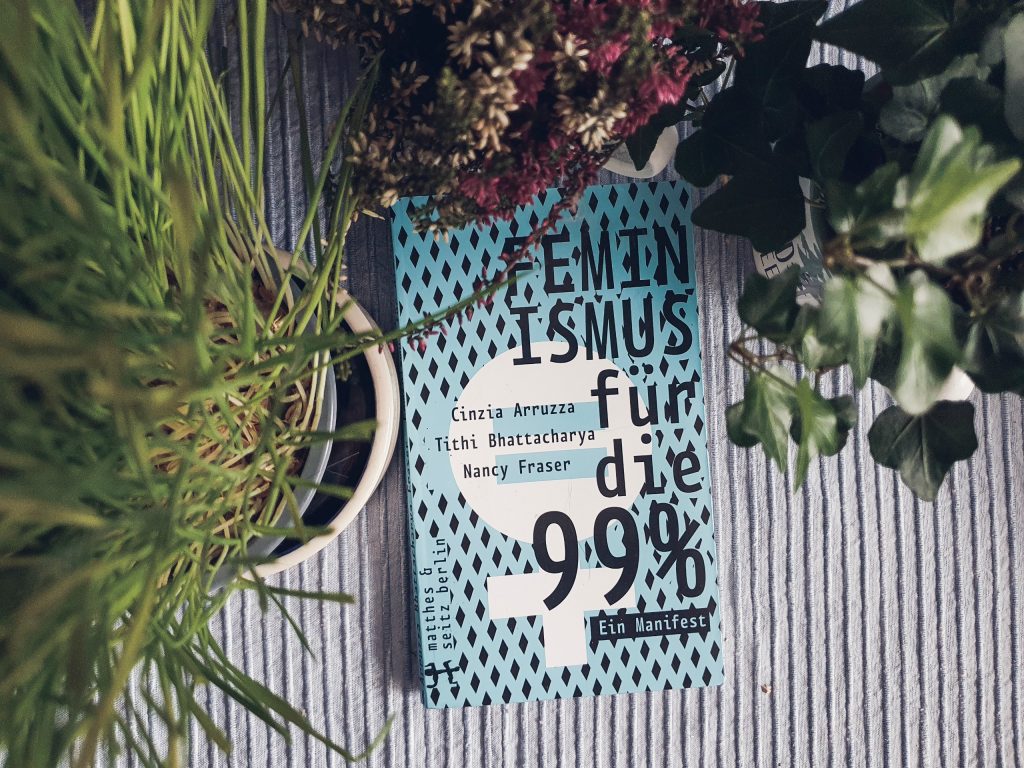 FEMIN
ISMUS
für
die
99%
Cinzia Arruzza
Tithi Bhattacharya
Nancy Fraser
Ein Manifest
matthes &
seitz berlin